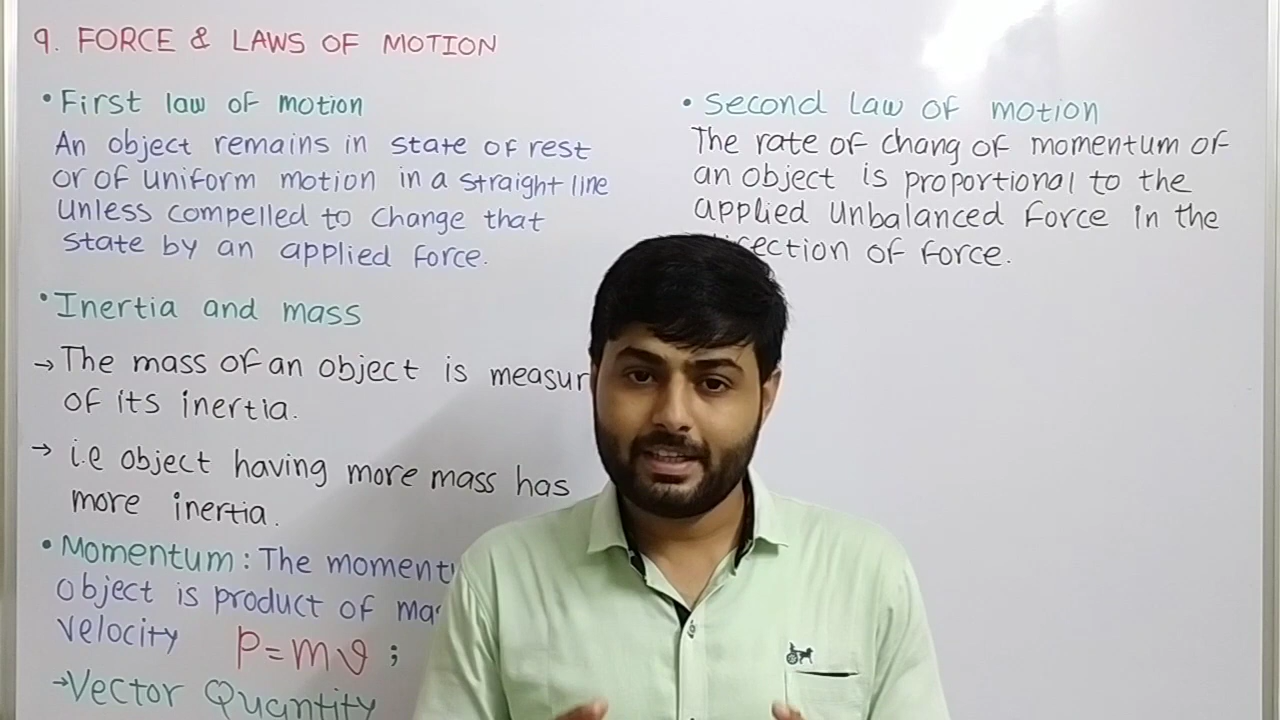 9. FORCE & LAWS OF MOTION
• First law of motion
An object remains in state of rest
or of uniform motion in a straight line
unless compelled to change that
state by an applied force.
• Inertia and mass
→ The mass of an object is measur
of its inertia.
→ i.e object having more mass has
more inertia.
• Momentum: The moment
object is product of ma
velocity P=mv ;
→ Vector Quantity
• Second law of motion
The rate of chang of momentum of
an object is proportional to the
applied unbalanced force in the
direction of force.